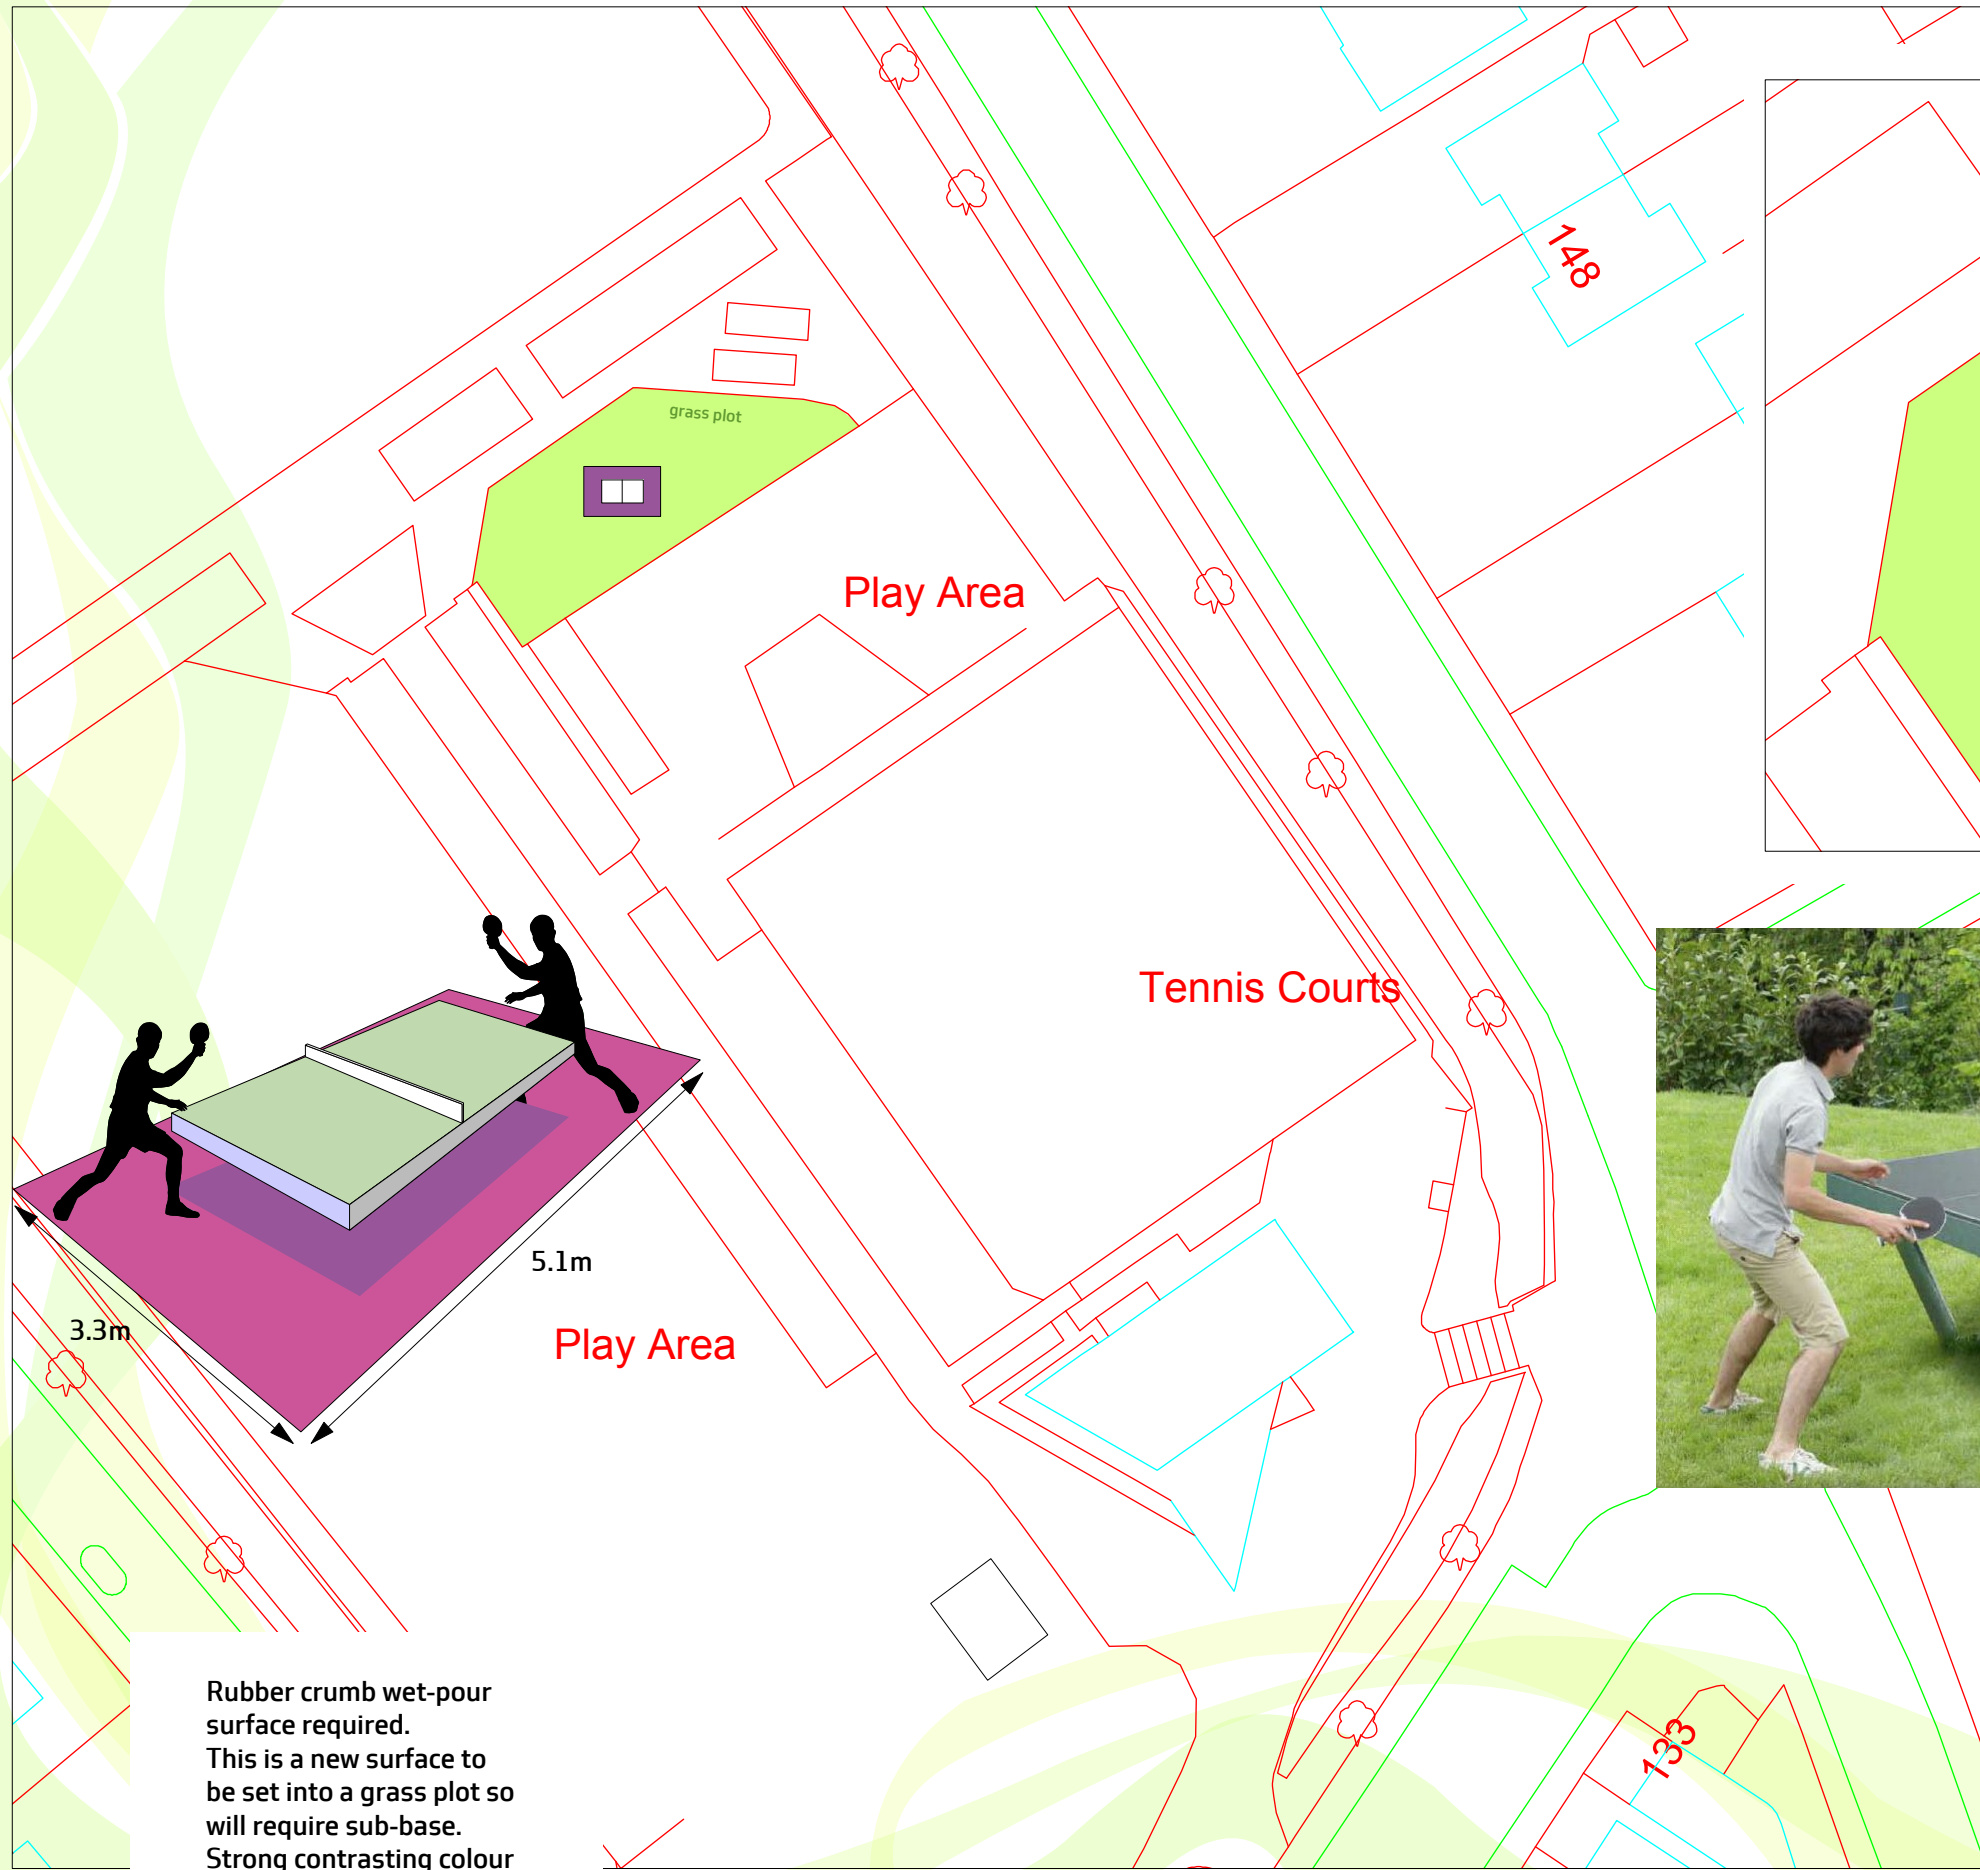 148
grass plot
Play Area
Tennis Courts
5.1m
3.3m
Play Area
Rubber crumb wet-pour
surface required.
This is a new surface to
be set into a grass plot so
will require sub-base.
Strong contrasting colour
133